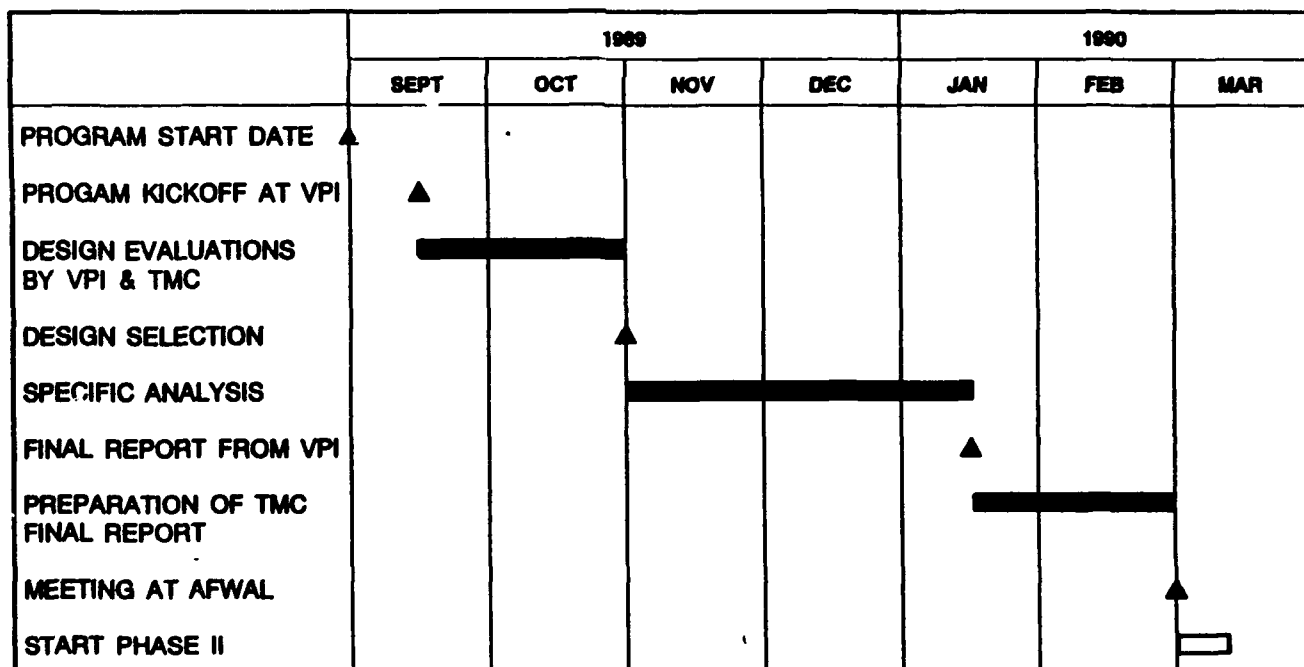 1989 1990
SEPT OCT NOV DEC JAN FEB MAR
PROGRAM START DATE
PROGAM KICKOFF AT VPI
DESIGN EVALUATIONS
BY VPI & TMC
DESIGN SELECTION
SPECIFIC ANALYSIS
FINAL REPORT FROM VPI
PREPARATION OF TMC
FINAL REPORT
MEETING AT AFWAL
START PHASE II